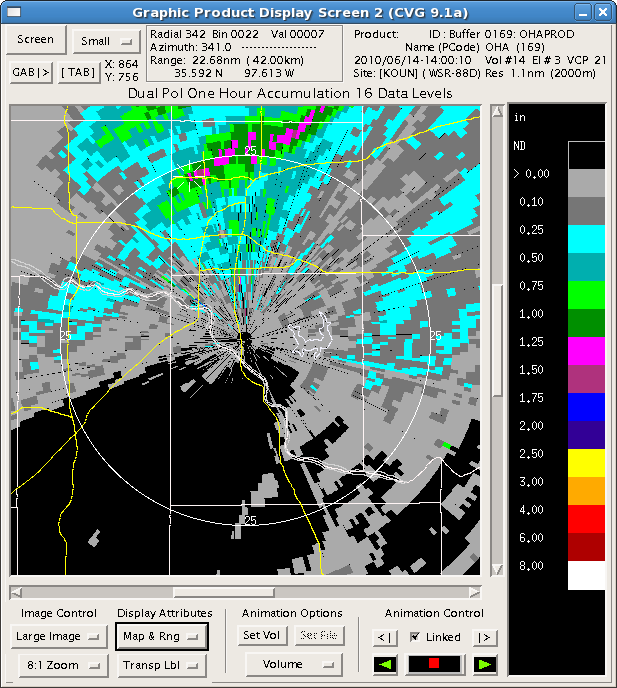 Graphic Product Display Screen 2 (CVG 9.1a)
Screen
Small
GAB|>
[ TAB ]
X: 864
Y: 756
Radial 342 Bin 0022 Val 00007
Azimuth: 341.0 ------------------
Range: 22.68nm ( 42.00km)
35.592 N 97.613 W
Product: ID: Buffer 0169: OHAPROD
Name (PCode) OHA (169)
2010/06/14-14:00:10 Vol #14 El # 3 VCP 21
Site: [KOUN] ( WSR-88D) Res 1.1nm (2000m)
Dual Pol One Hour Accumulation 16 Data Levels
25
25
25
25
in
ND
> 0.00
0.10
0.25
0.50
0.75
1.00
1.25
1.50
1.75
2.00
2.50
3.00
4.00
6.00
8.00
Image Control
Large Image
8:1 Zoom
Display Attributes
Map & Rng
Transp Lbl
Animation Options
Set Vol
Set File
Volume
Animation Control
<|
Linked
|>